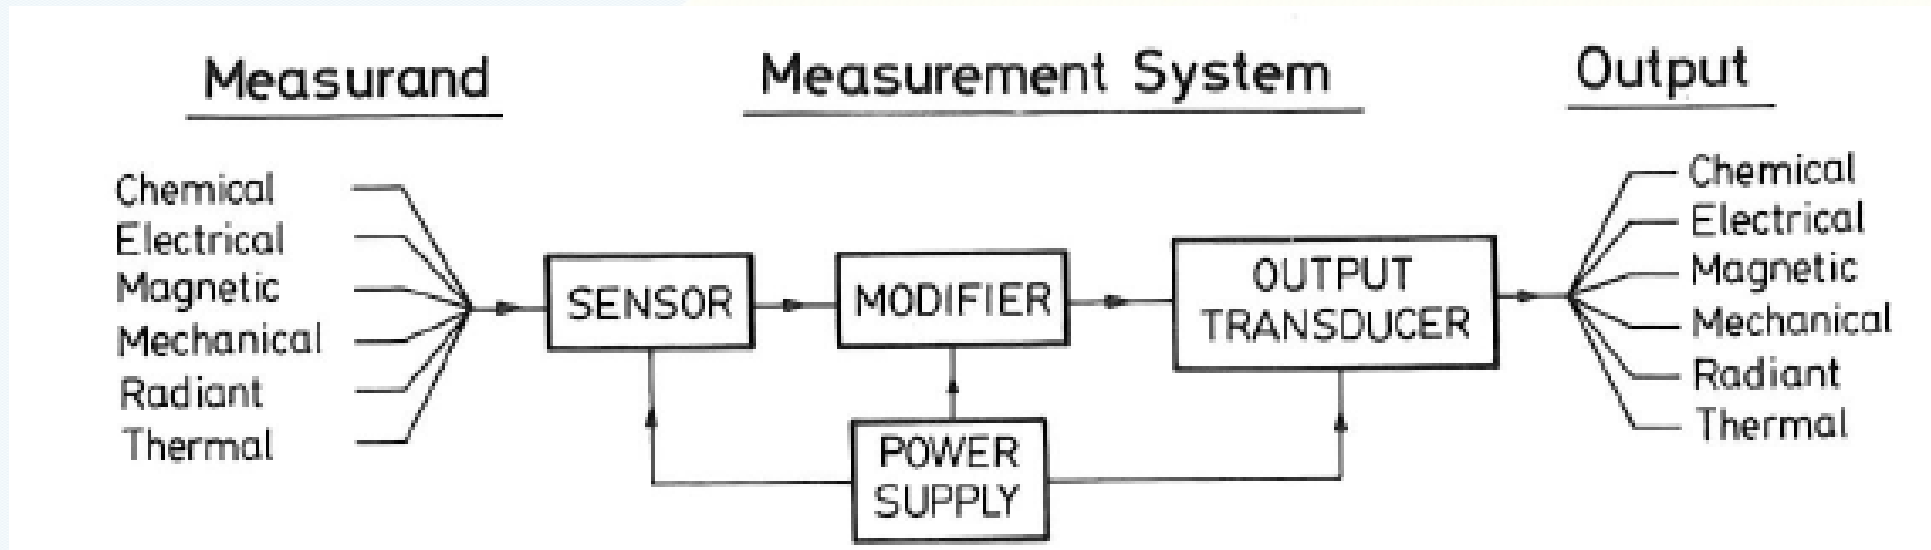 Measurand
Measurement System
Output
Chemical
Electrical
Magnetic
Mechanical
Radiant
Thermal
SENSOR
MODIFIER
OUTPUT
TRANSDUCER
POWER
SUPPLY
Chemical
Electrical
Magnetic
Mechanical
Radiant
Thermal